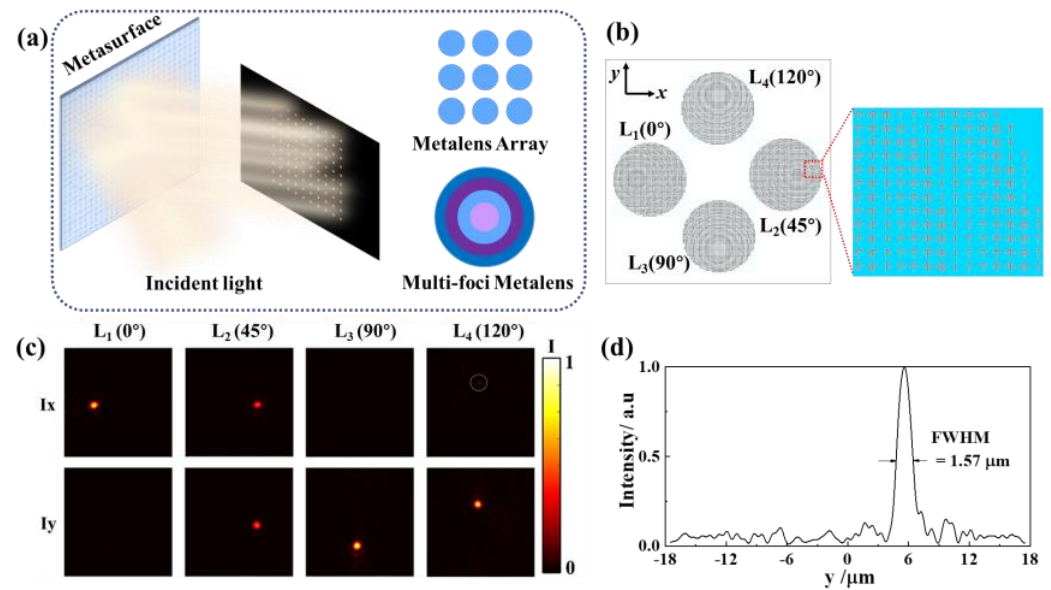 (a)
Metasurface
Incident light
Metalens Array
Multi-foci Metalens
(b)
y
x
L₄(120°)
L₁(0°)
L₂(45°)
L₃(90°)
(c)
L₁ (0°) L₂ (45°) L₃ (90°) L₄ (120°)
I
1
Ix
Iy
0
(d)
Intensity/ a.u
1.0
0.5
0.0
FWHM
= 1.57 μm
-18 -12 -6 0 6 12 18
y /μm